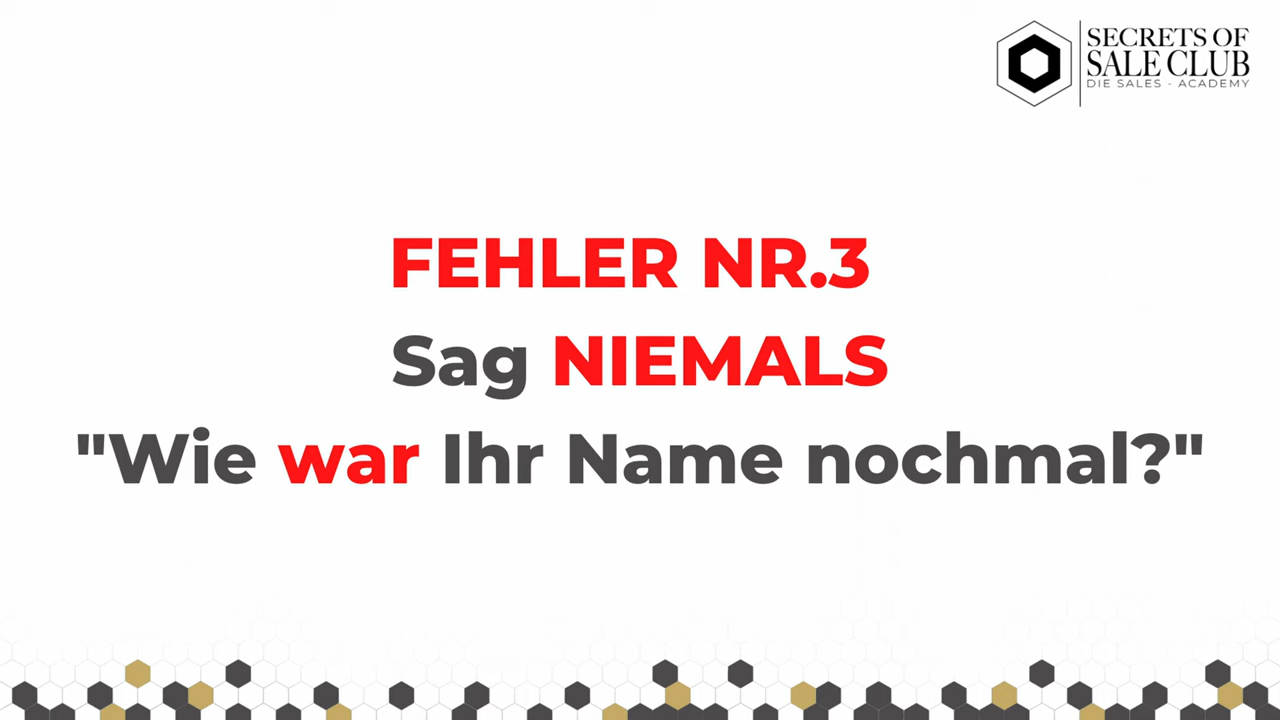 SECRETS OF
SALE CLUB
DIE SALES - ACADEMY
FEHLER NR.3
Sag NIEMALS
"Wie war Ihr Name nochmal?"